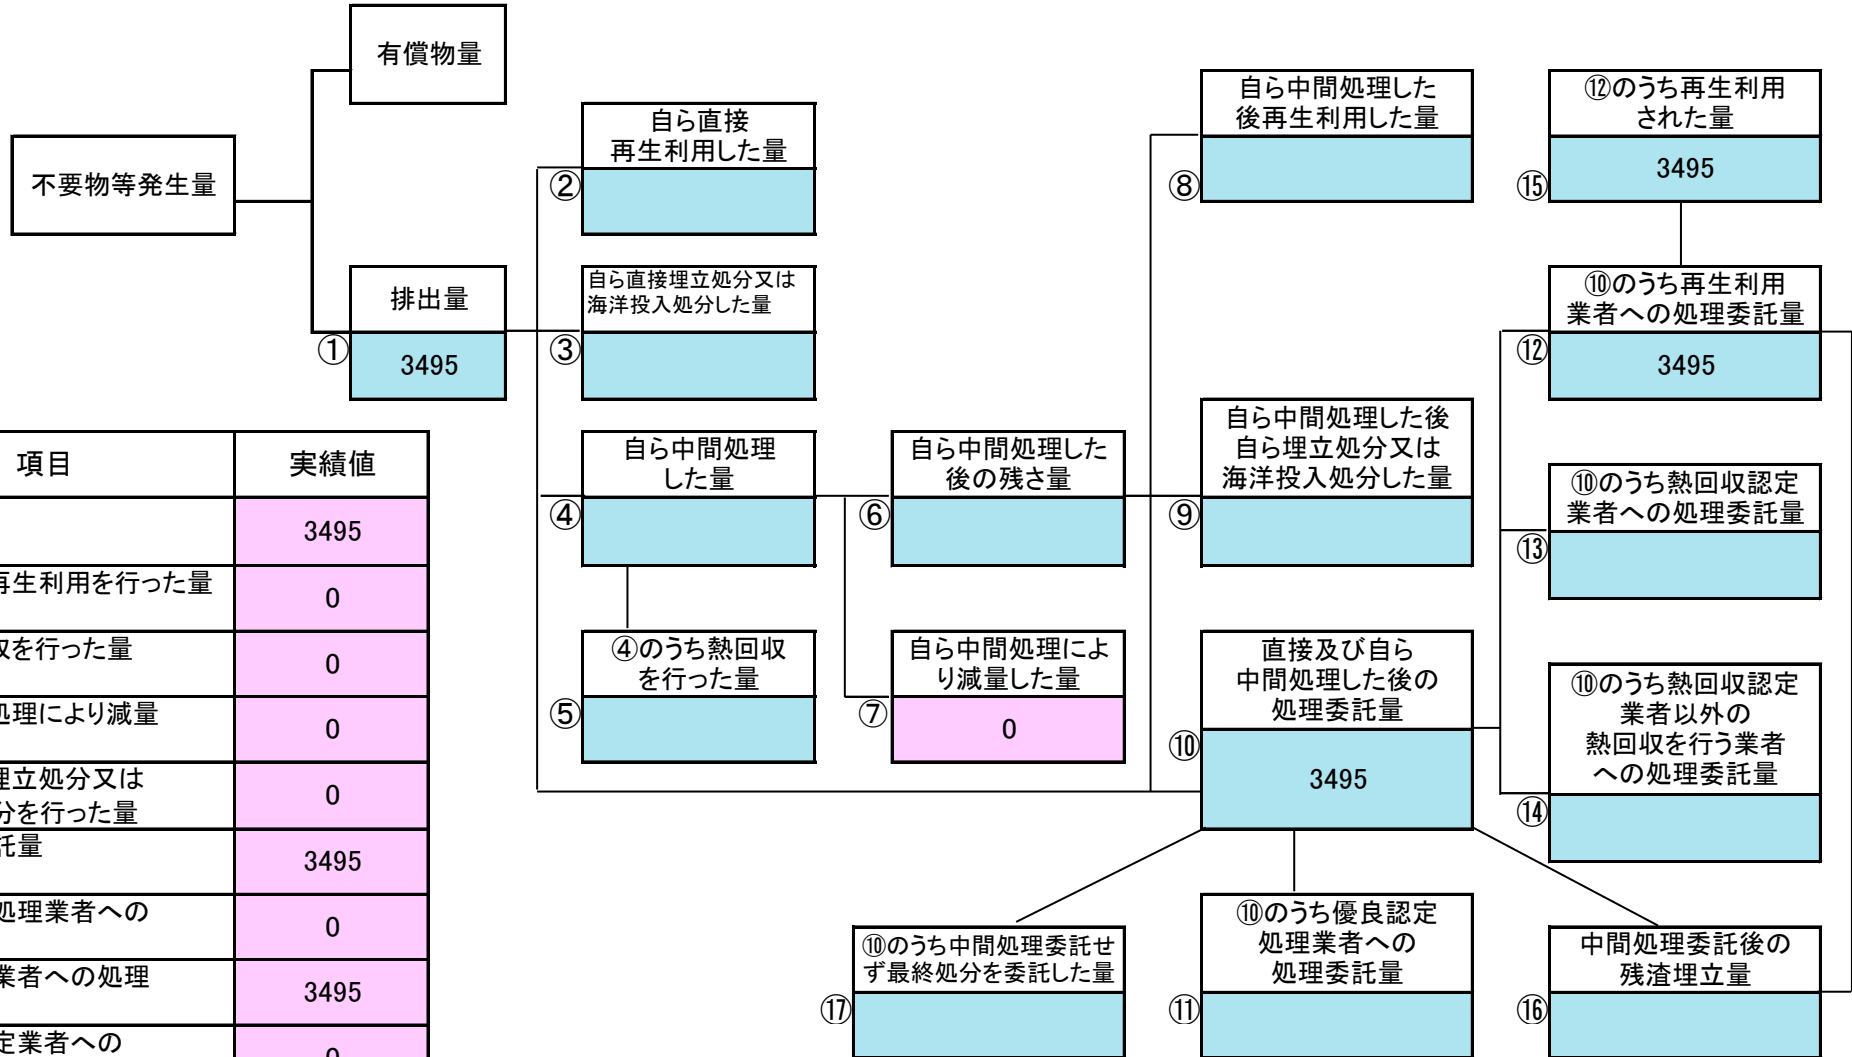 有償物量
不要物等発生量
排出量
①
3495
自ら直接
再生利用した量
②
自ら直接埋立処分又は
海洋投入処分した量
③
自ら中間処理
した量
④
④のうち熱回収
を行った量
⑤
自ら中間処理した
後の残さ量
⑥
自ら中間処理によ
り減量した量
⑦
0
自ら中間処理した
後再生利用した量
⑧
自ら中間処理した後
自ら埋立処分又は
海洋投入処分した量
⑨
直接及び自ら
中間処理した後の
処理委託量
⑩
3495
⑫のうち再生利用
された量
⑮
3495
⑩のうち再生利用
業者への処理委託量
⑫
3495
⑩のうち熱回収認定
業者への処理委託量
⑬
⑩のうち熱回収認定
業者以外の
熱回収を行う業者
への処理委託量
⑭
⑩のうち中間処理委託せ
ず最終処分を委託した量
⑰
⑩のうち優良認定
処理業者への
処理委託量
⑪
中間処理委託後の
残渣埋立量
⑯
項目 実績値
3495
再生利用を行った量 0
を行った量 0
処理により減量 0
埋立処分又は
分を行った量 0
託量 3495
処理業者への 0
業者への処理 3495
定業者への